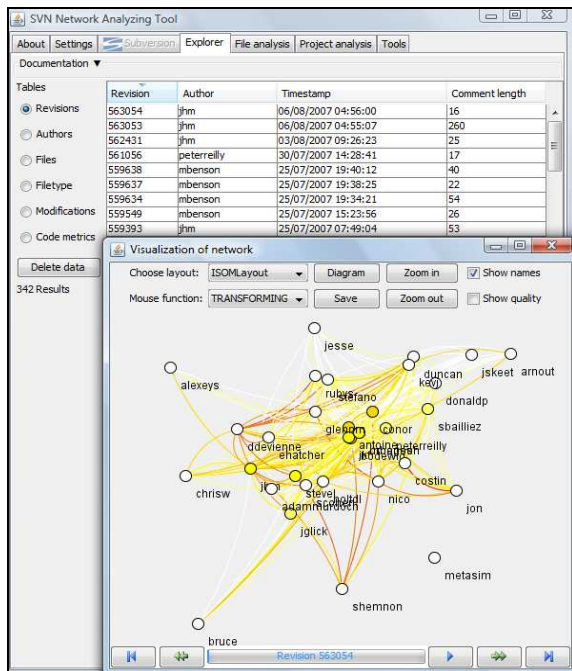 SVN Network Analyzing Tool
About Settings Subversion Explorer File analysis Project analysis Tools
Documentation ▼
Tables
Revisions
Authors
Files
Filetype
Modifications
Code metrics
Delete data
342 Results
Revision Author Timestamp Comment length
563054 jhm 06/08/2007 04:56:00 16
563053 jhm 06/08/2007 04:55:07 260
562431 jhm 03/08/2007 09:26:23 25
561056 peterreilly 30/07/2007 14:28:41 17
559638 mbenson 25/07/2007 19:40:12 40
559637 mbenson 25/07/2007 19:38:25 22
559634 mbenson 25/07/2007 19:34:21 54
559549 mbenson 25/07/2007 15:23:56 26
559393 jhm 25/07/2007 07:49:04 53
Visualization of network
Choose layout: ISOMLayout Diagram Zoom in Show names
Mouse function: TRANSFORMING Save Zoom out Show quality
jesse
duncan jskeet arnout
alexeys
rubys
stefano
donaldp
conor
sbailliez
ddevienne
antoine peterreilly
ehatcher
costin
chrisw
jhm
stevel
nico
jon
adammurdoch
jglick
metasim
shemnon
bruce
Revision 563054